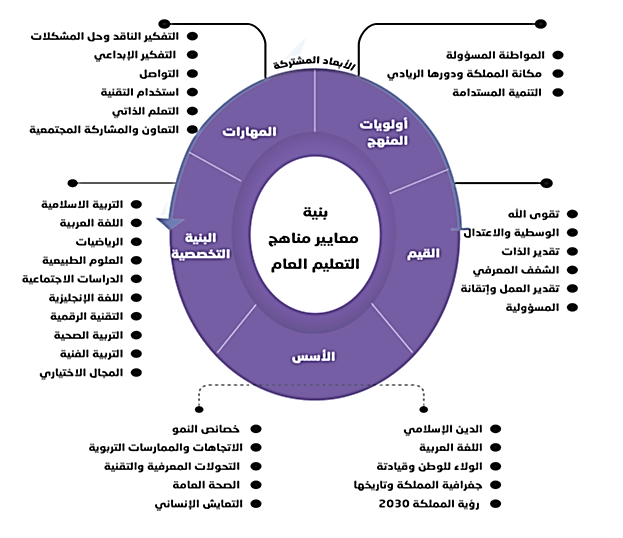 الأبعاد المشتركة
التفكير الناقد وحل المشكلات
التفكير الإبداعي
التواصل
استخدام التقنية
التعلم الذاتي
التعاون والمشاركة المجتمعية
المواطنة المسؤولة
مكانة المملكة ودورها الريادي
التنمية المستدامة
المهارات
أولويات
المنهج
بنية
معايير مناهج
التعليم العام
البنية
التخصصية
القيم
الأسس
تقوى الله
الوسطية والاعتدال
تقدير الذات
الشغف المعرفي
تقدير العمل وإتقانة
المسؤولية
التربية الاسلامية
اللغة العربية
الرياضيات
العلوم الطبيعية
الدراسات الاجتماعية
اللغة الإنجليزية
التقنية الرقمية
التربية الصحية
التربية الفنية
المجال الاختياري
الدين الإسلامي
اللغة العربية
الولاء للوطن وقيادتة
جغرافية المملكة وتاريخها
رؤية المملكة 2030
خصائص النمو
الاتجاهات والممارسات التربوية
التحولات المعرفية والتقنية
الصحة العامة
التعايش الإنساني